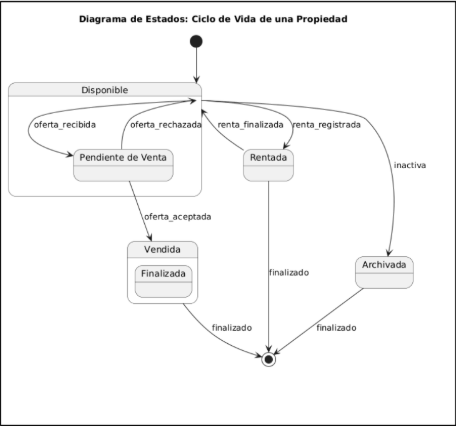 Diagrama de Estados: Ciclo de Vida de una Propiedad
Disponible
oferta_recibida
oferta_rechazada
renta_finalizada
renta_registrada
Pendiente de Venta
Rentada
inactiva
oferta_aceptada
Vendida
Finalizada
finalizado
Archivada
finalizado
finalizado